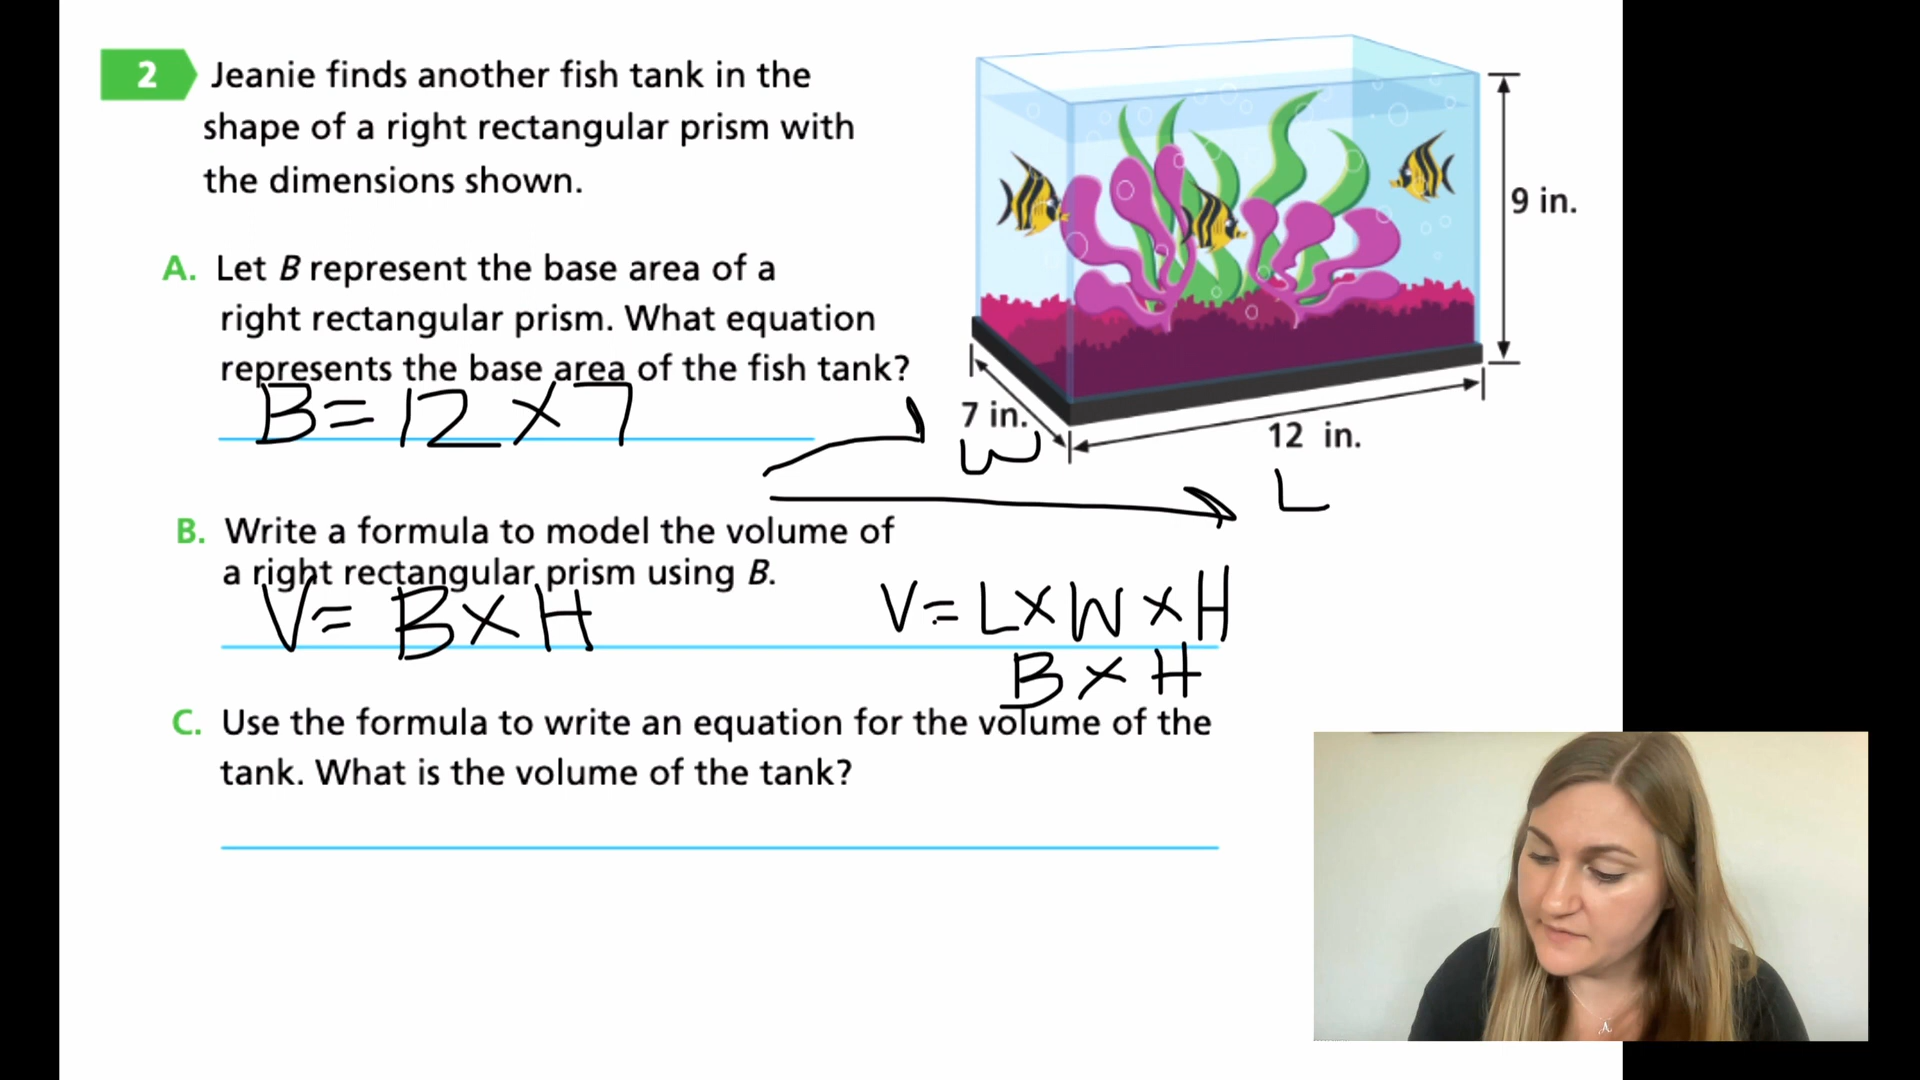 2 Jeanie finds another fish tank in the
shape of a right rectangular prism with
the dimensions shown.
9 in.
A. Let B represent the base area of a
right rectangular prism. What equation
represents the base area of the fish tank?
B = 12 × 7
7 in.
12 in.
W
L
B. Write a formula to model the volume of
a right rectangular prism using B.
V = B × H
V = L × W × H
B × H
C. Use the formula to write an equation for the volume of the
tank. What is the volume of the tank?